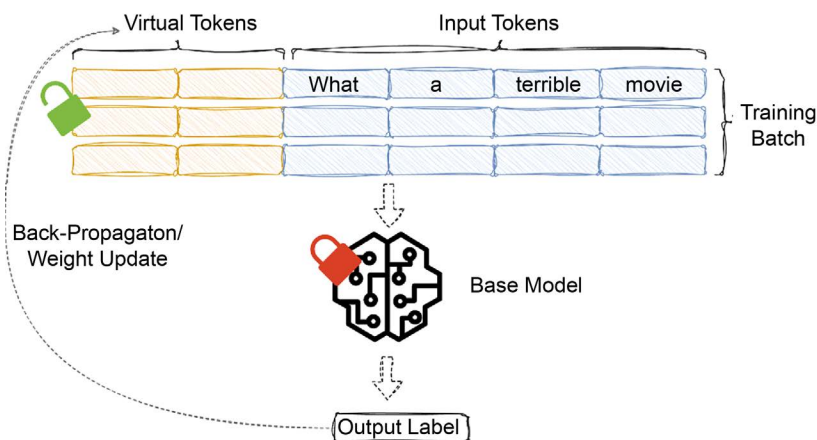 Virtual Tokens
Input Tokens
What a terrible movie
Training
Batch
Back-Propagaton/
Weight Update
Base Model
Output Label